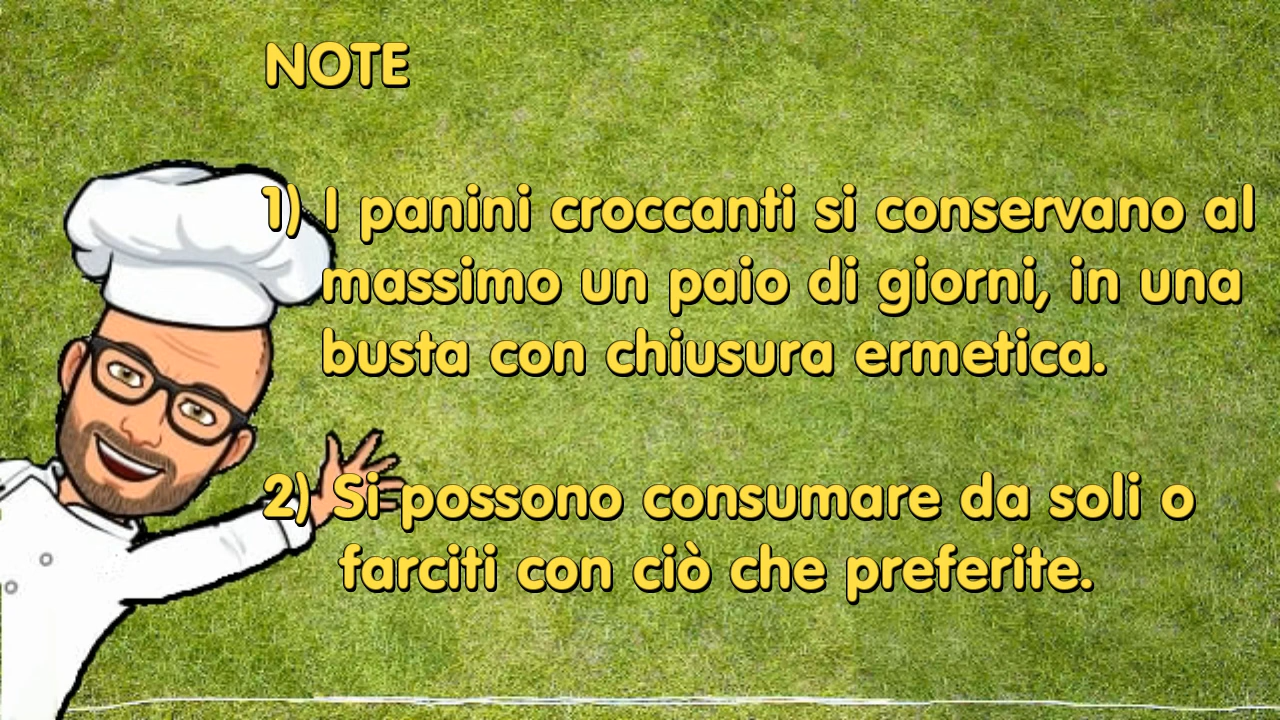 NOTE
1) I panini croccanti si conservano al
massimo un paio di giorni, in una
busta con chiusura ermetica.
2) Si possono consumare da soli o
farciti con ciò che preferite.